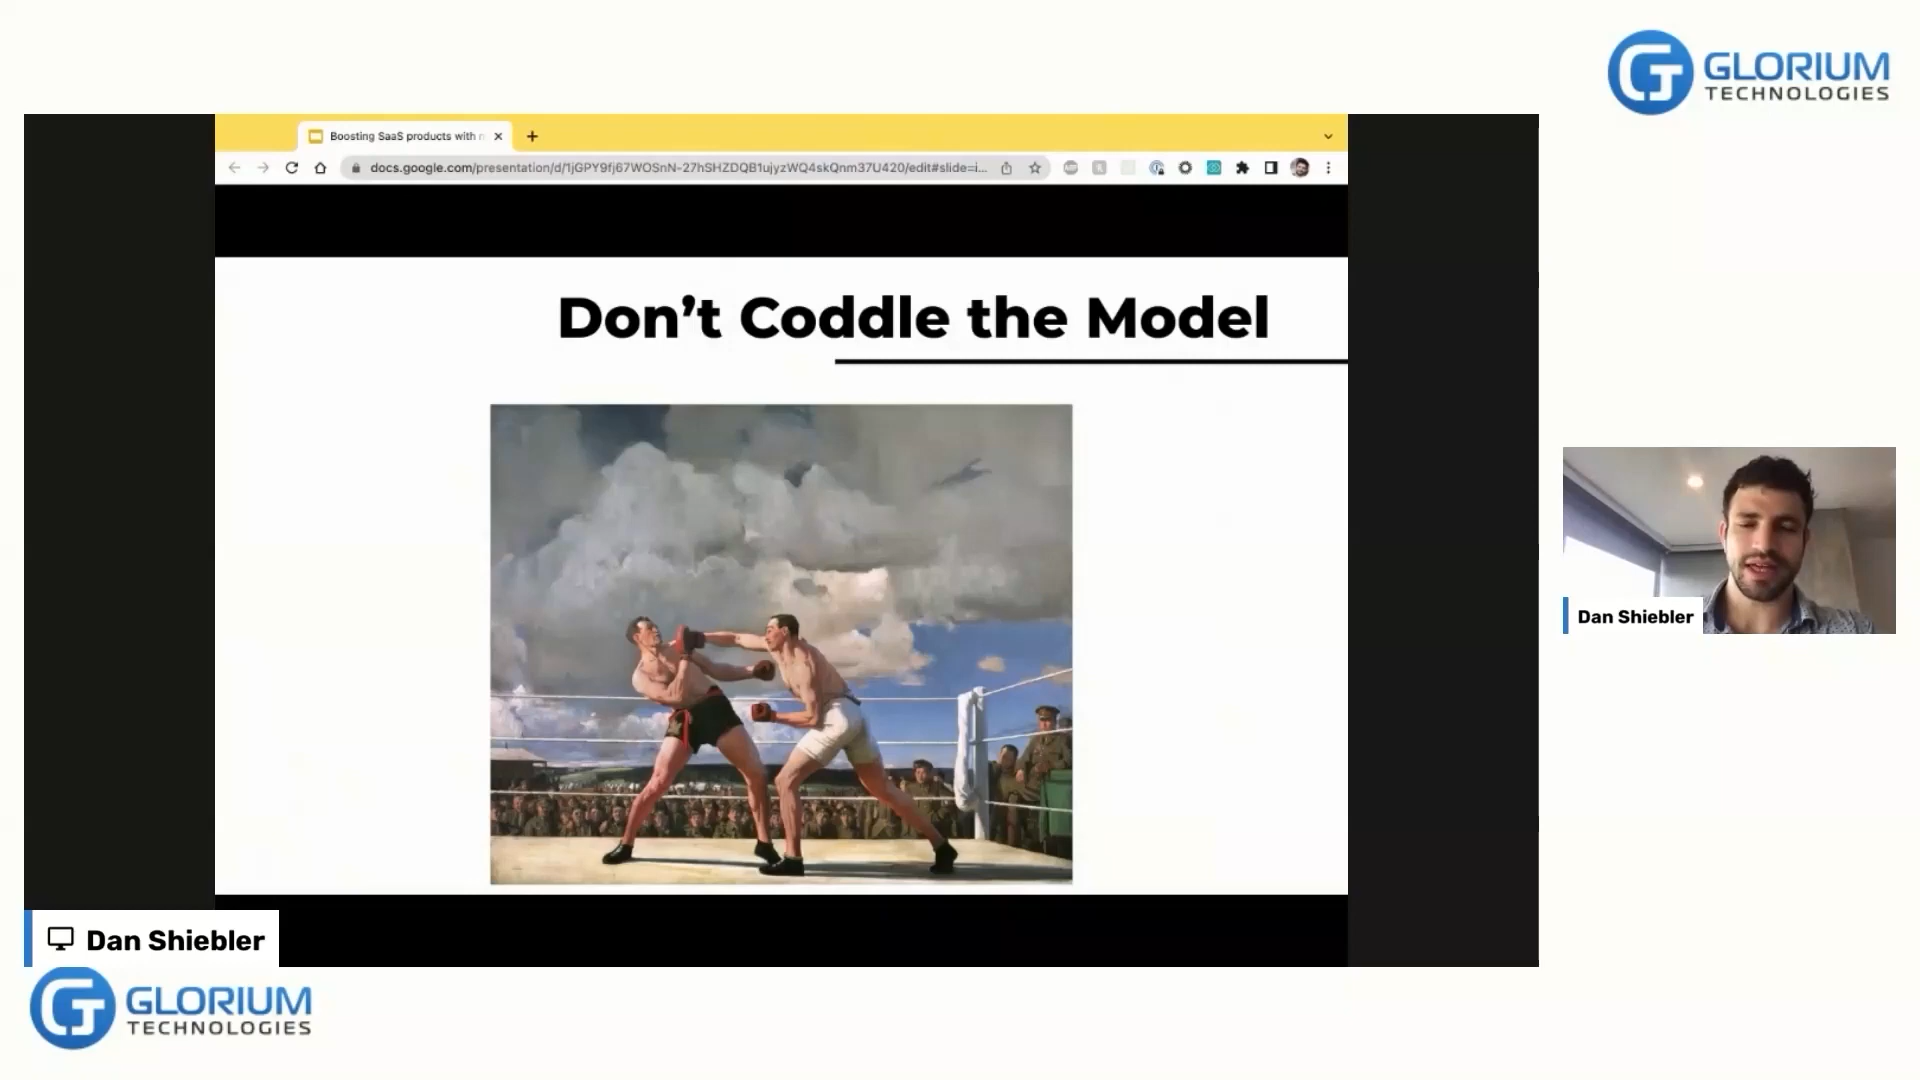 GLORIUM
TECHNOLOGIES
Boosting SaaS products with
docs.google.com/presentation/d/1jGPY9fj67WOSnN-27hSHZDQB1ujyzWQ4skQnm37U420/edit#slide=i...
Don’t Coddle the Model
Dan Shiebler
Dan Shiebler
GLORIUM
TECHNOLOGIES